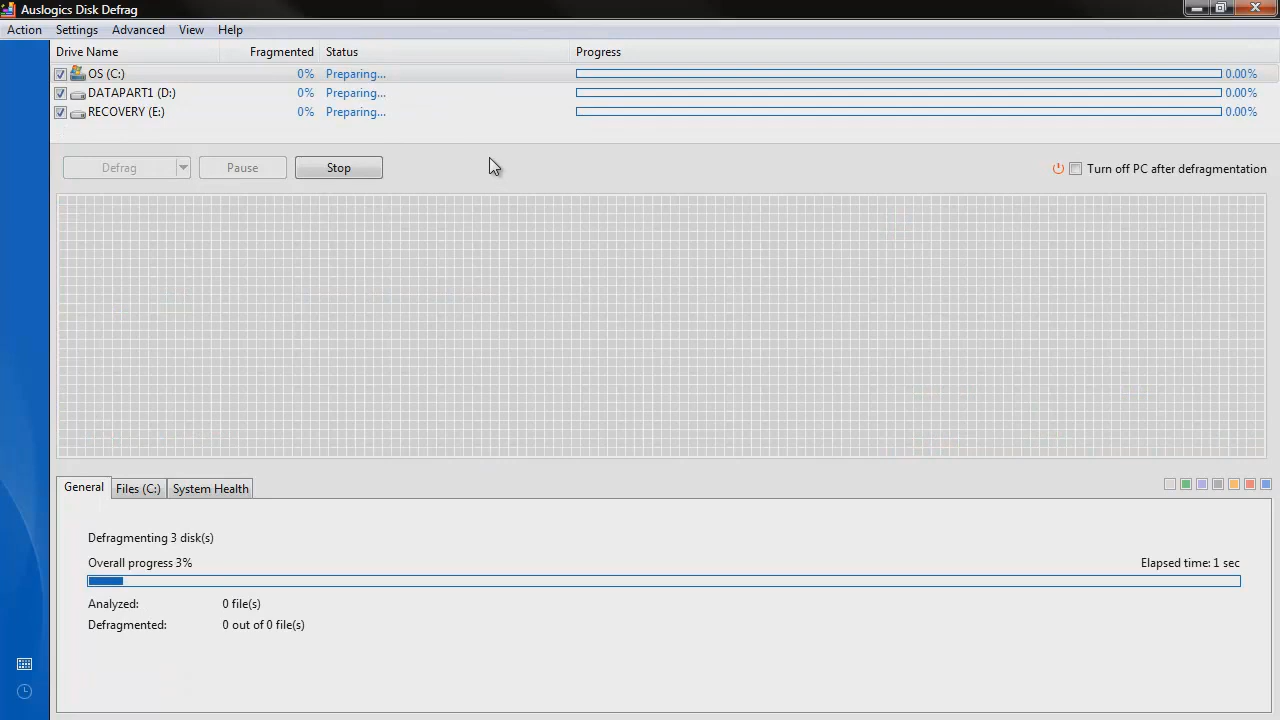 Auslogics Disk Defrag
Action Settings Advanced View Help
Drive Name Fragmented Status Progress
OS (C:) 0% Preparing... 0.00%
DATAPART1 (D:) 0% Preparing... 0.00%
RECOVERY (E:) 0% Preparing... 0.00%
Defrag Pause Stop Turn off PC after defragmentation
General Files (C:) System Health
Defragmenting 3 disk(s)
Overall progress 3% Elapsed time: 1 sec
Analyzed: 0 file(s)
Defragmented: 0 out of 0 file(s)